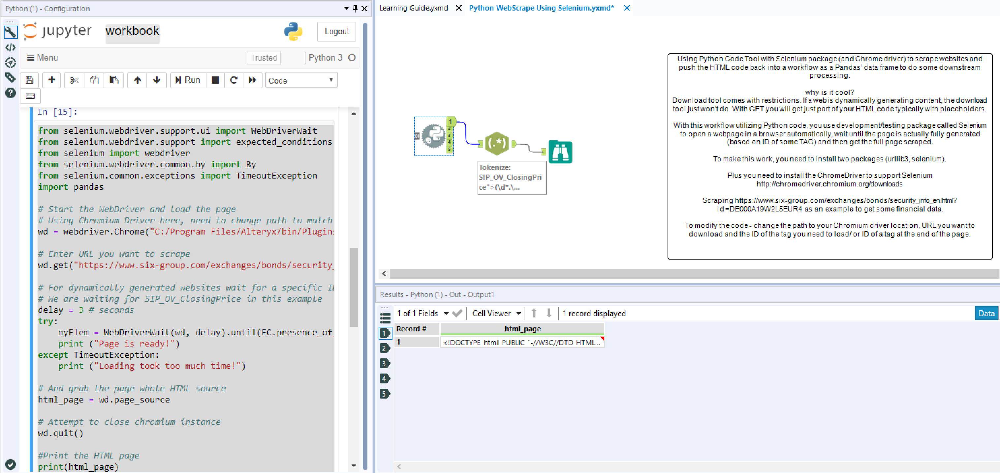 Python (1) - Configuration
jupyter workbook
Logout
Menu
Trusted
Python 3
Run
Code
In [15]:
from selenium.webdriver.support.ui import WebDriverWait
from selenium.webdriver.support import expected_conditions
from selenium import webdriver
from selenium.webdriver.common.by import By
from selenium.common.exceptions import TimeoutException
import pandas
# Start the WebDriver and load the page
# Using Chromium Driver here, need to change path to match
wd = webdriver.Chrome("C:/Program Files/Alteryx/bin/Plugins
# Enter URL you want to scrape
wd.get("https://www.six-group.com/exchanges/bonds/security_
# For dynamically generated websites wait for a specific ID
# We are waiting for SIP_OV_ClosingPrice in this example
delay = 3 # seconds
try:
    myElem = WebDriverWait(wd, delay).until(EC.presence_of_
    print ("Page is ready!")
except TimeoutException:
    print ("Loading took too much time!")
# And grab the page whole HTML source
html_page = wd.page_source
# Attempt to close chromium instance
wd.quit()
#Print the HTML page
print(html_page)
Learning Guide.yxmd
Python WebScrape Using Selenium.yxmd*
1
2
3
4
5
(.*)
Tokenize:
SIP_OV_ClosingPri
ce">(\d*.\...
Using Python Code Tool with Selenium package (and Chrome driver) to scrape websites and
push the HTML code back into a workflow as a Pandas’ data frame to do some downstream
processing.
why is it cool?
Download tool comes with restrictions. If a web is dynamically generating content, the download
tool just won’t do. With GET you will get just part of your HTML code typically with placeholders.
With this workflow utilizing Python code, you use development/testing package called Selenium
to open a webpage in a browser automatically, wait until the page is actually fully generated
(based on ID of some TAG) and then get the full page scraped.
To make this work, you need to install two packages (urllib3, selenium).
Plus you need to install the ChromeDriver to support Selenium
http://chromedriver.chromium.org/downloads
Scraping https://www.six-group.com/exchanges/bonds/security_info_en.html?
id=DE000A19W2L5EUR4 as an example to get some financial data.
To modify the code - change the path to your Chromium driver location, URL you want to
download and the ID of the tag you need to load/ or ID of a tag at the end of the page.
Results - Python (1) - Out - Output1
1 of 1 Fields
Cell Viewer
1 record displayed
Data
Record #
html_page
1
<!DOCTYPE html PUBLIC "-//W3C//DTD HTML...
1
2
3
4
5